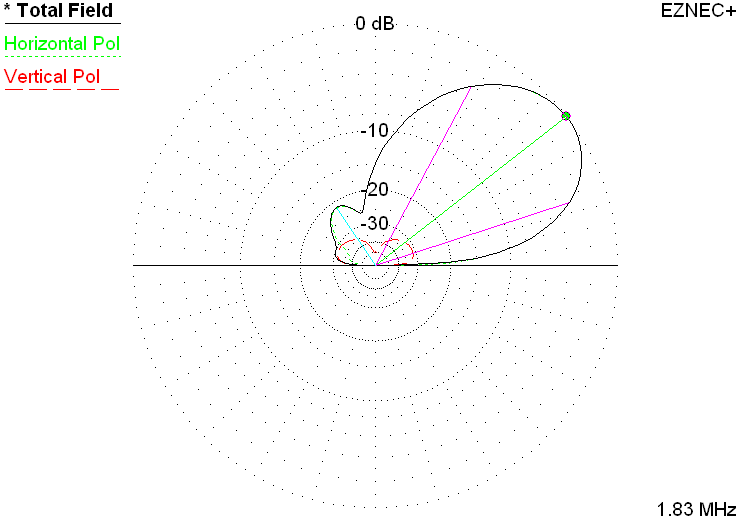 * Total Field
EZNEC+
Horizontal Pol
Vertical Pol
0 dB
-10
-20
-30
1.83 MHz